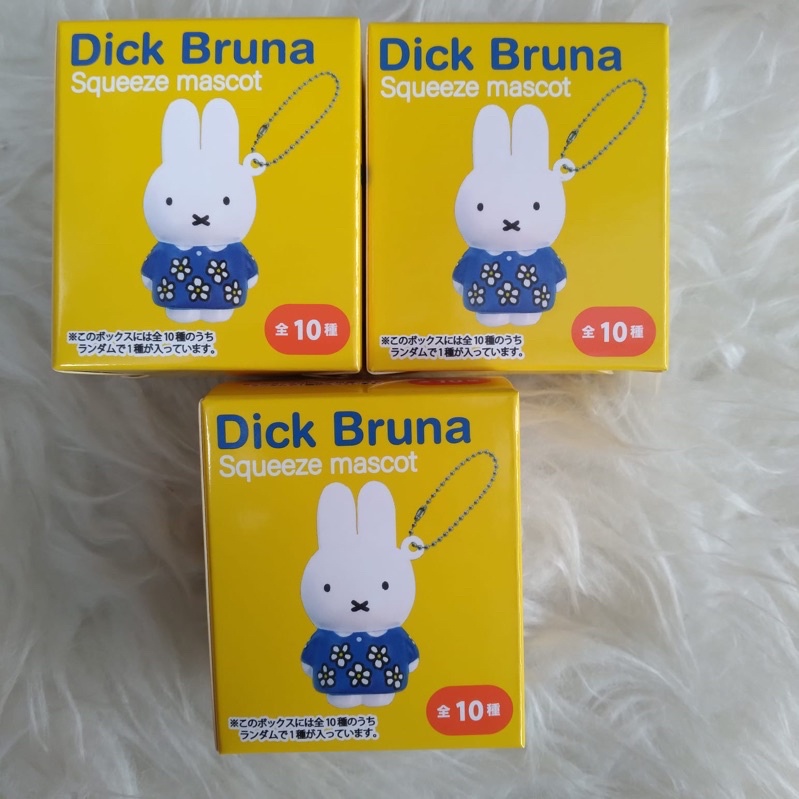 Dick Bruna
Squeeze mascot
全10種
※このボックスには全10種のうち
ランダムで1種が入っています。
Dick Bruna
Squeeze mascot
全10種
※このボックスには全10種のうち
ランダムで1種が入っています。
全10種
Dick Bruna
Squeeze mascot
全10種
※このボックスには全10種のうち
ランダムで1種が入っています。